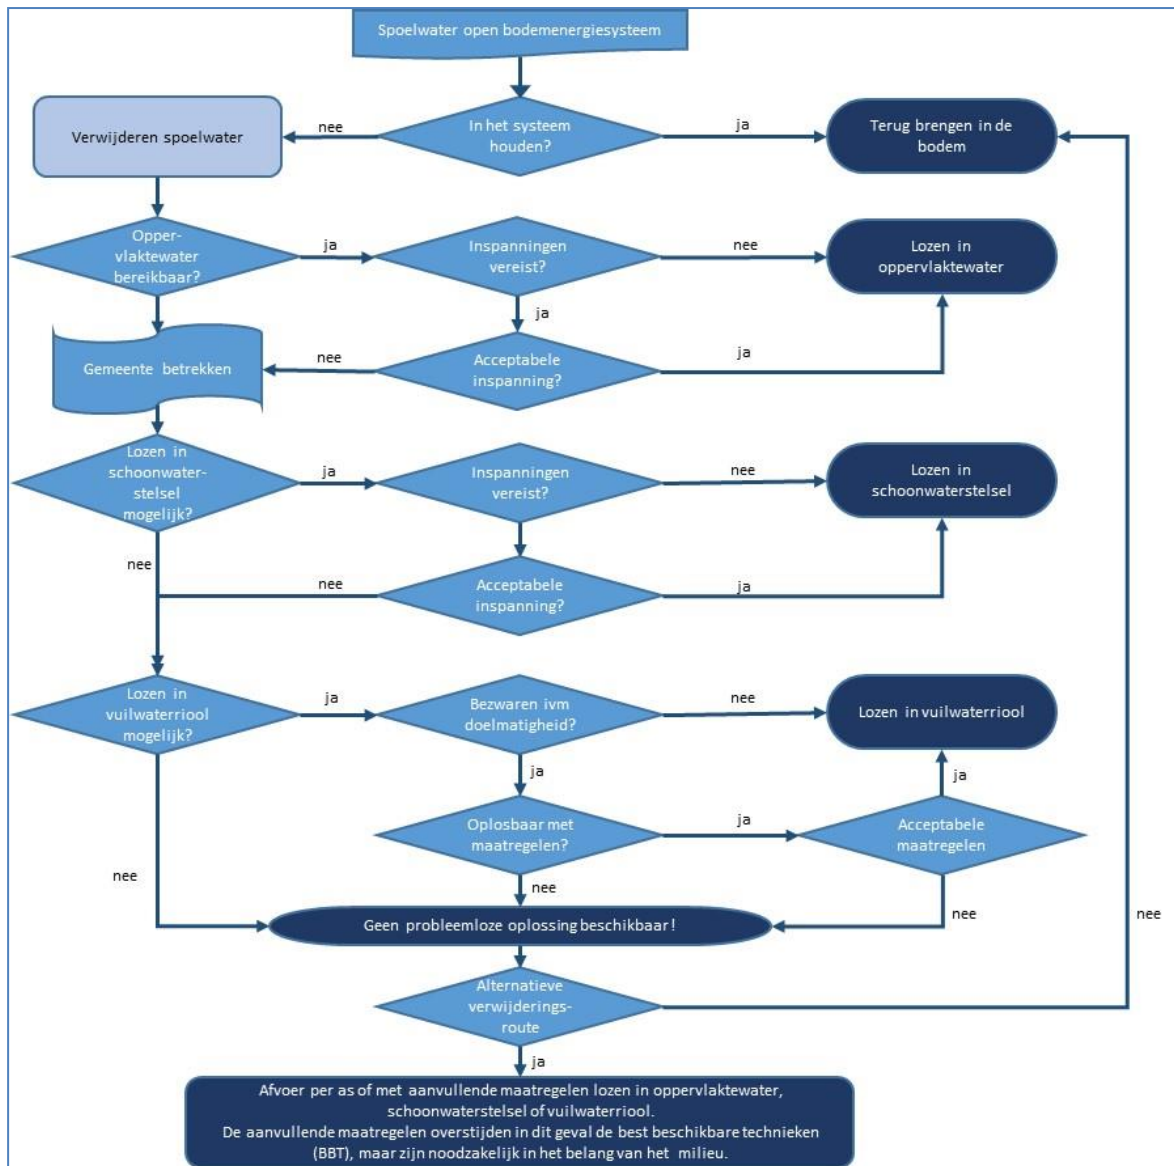 Spoelwater open bodemenergiesysteem
Verwijderen spoelwater
nee
In het systeem
houden?
ja
Terug brengen in de
bodem
Opper-
vlaktewater
bereikbaar?
ja
Inspanningen
vereist?
nee
Lozen in
oppervlaktewater
ja
Gemeente betrekken
nee
Acceptabele
inspanning?
ja
Lozen in
schoonwater-
stelsel
mogelijk?
ja
Inspanningen
vereist?
nee
Lozen in
schoonwaterstelsel
nee
nee
Acceptabele
inspanning?
ja
Lozen in
vuilwaterriool
mogelijk?
ja
Bezwaren ivm
doelmatigheid?
nee
Lozen in vuilwaterriool
ja
ja
Oplosbaar met
maatregelen?
ja
Acceptabele
maatregelen
nee
nee
nee
nee
Geen probleemloze oplossing beschikbaar!
Alternatieve
verwijderings-
route
ja
Afvoer per as of met aanvullende maatregelen lozen in oppervlaktewater,
schoonwaterstelsel of vuilwaterriool.
De aanvullende maatregelen overstijden in dit geval de best beschikbare technieken
(BBT), maar zijn noodzakelijk in het belang van het milieu.